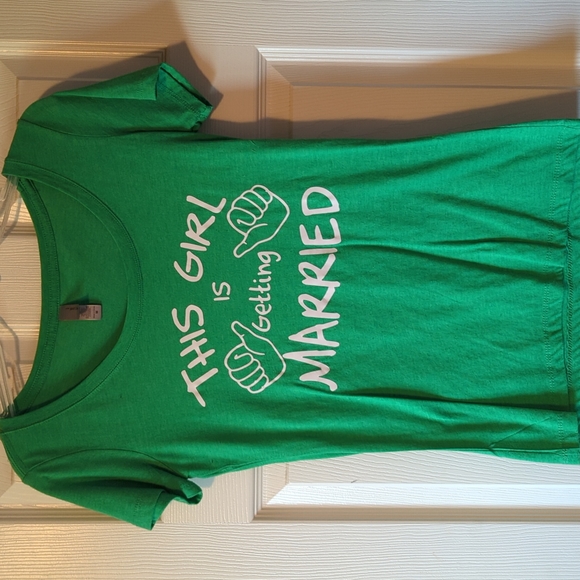 THIS GIRL
IS
Getting
MARRIED